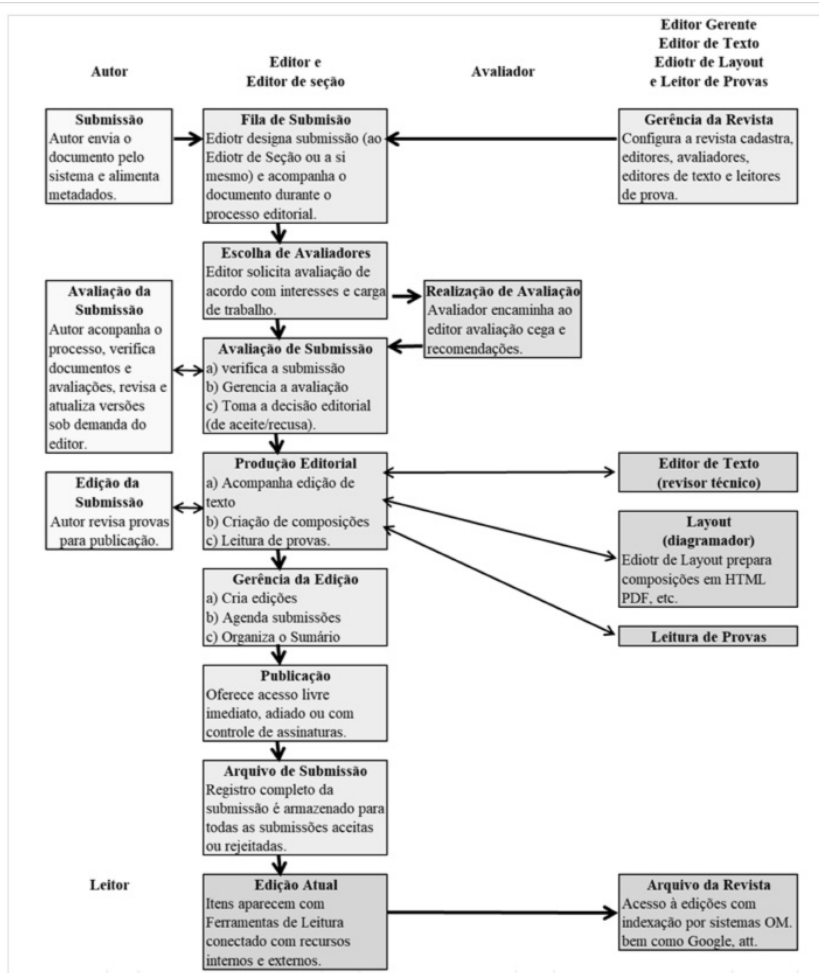 Autor
Editor e
Editor de seção
Avaliador
Editor Gerente
Editor de Texto
Ediotr de Layout
e Leitor de Provas
Submissão
Autor envia o
documento pelo
sistema e alimenta
metadados.
Fila de Submisão
Ediotr designa submissão (ao
Ediotr de Seção ou a si
mesmo) e acompanha o
documento durante o
processo editorial.
Gerência da Revista
Configura a revista cadastra,
editores, avaliadores,
editores de texto e leitores
de prova.
Escolha de Avaliadores
Editor solicita avaliação de
acordo com interesses e carga
de trabalho.
Realização de Avaliação
Avaliador encaminha ao
editor avaliação cega e
recomendações.
Avaliação da
Submissão
Autor aconpanha o
processo, verifica
documentos e
avaliações, revisa e
atualiza versões
sob demanda do
editor.
Avaliação de Submissão
a) verifica a submissão
b) Gerencia a avaliação
c) Toma a decisão editorial
(de aceite/recusa).
Edição da
Submissão
Autor revisa provas
para publicação.
Produção Editorial
a) Acompanha edição de
texto
b) Criação de composições
c) Leitura de provas.
Editor de Texto
(revisor técnico)
Layout
(diagramador)
Ediotr de Layout prepara
composições em HTML
PDF, etc.
Leitura de Provas
Gerência da Edição
a) Cria edições
b) Agenda submissões
c) Organiza o Sumário
Publicação
Oferece acesso livre
imediato, adiado ou com
controle de assinaturas.
Arquivo de Submissão
Registro completo da
submissão é armazenado para
todas as submissões aceitas
ou rejeitadas.
Leitor
Edição Atual
Itens aparecem com
Ferramentas de Leitura
conectado com recursos
internos e externos.
Arquivo da Revista
Acesso à edições com
indexação por sistemas OM.
bem como Google, att.